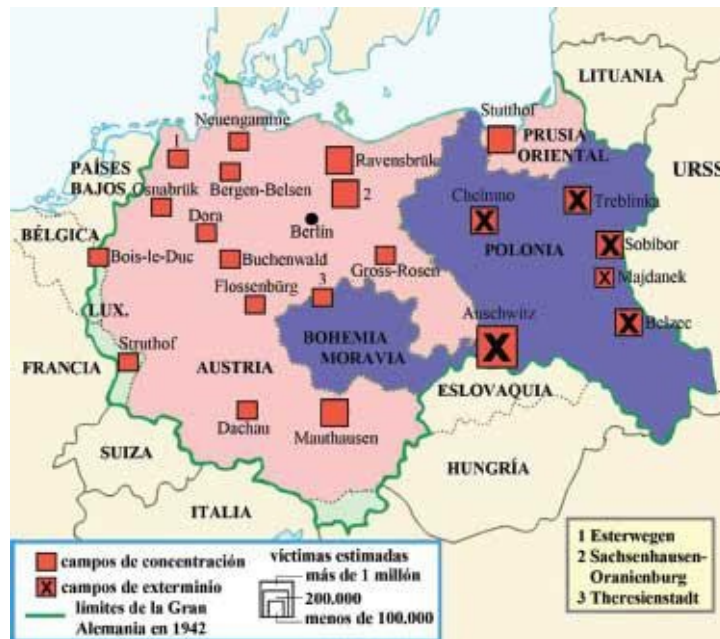 LITUANIA
Stutthof
Neuengamme
PRUSIA
ORIENTAL
1
URSS
PAÍSES
BAJOS
Ravensbrük
Osnabrük
Bergen-Belsen
2
Chelmno
Treblinka
Dora
Berlín
BÉLGICA
POLONIA
Sobibor
Bois-le-Duc
Buchenwald
Gross-Rosen
Majdanek
Flossenbürg
3
LUX.
Auschwitz
Belzec
BOHEMIA
MORAVIA
Struthof
FRANCIA
AUSTRIA
ESLOVAQUIA
Dachau
Mauthausen
SUIZA
HUNGRÍA
ITALIA
campos de concentración
campos de exterminio
límites de la Gran
Alemania en 1942
víctimas estimadas
más de 1 millón
200.000
menos de 100.000
1 Esterwegen
2 Sachsenhausen-
Oranienburg
3 Theresienstadt